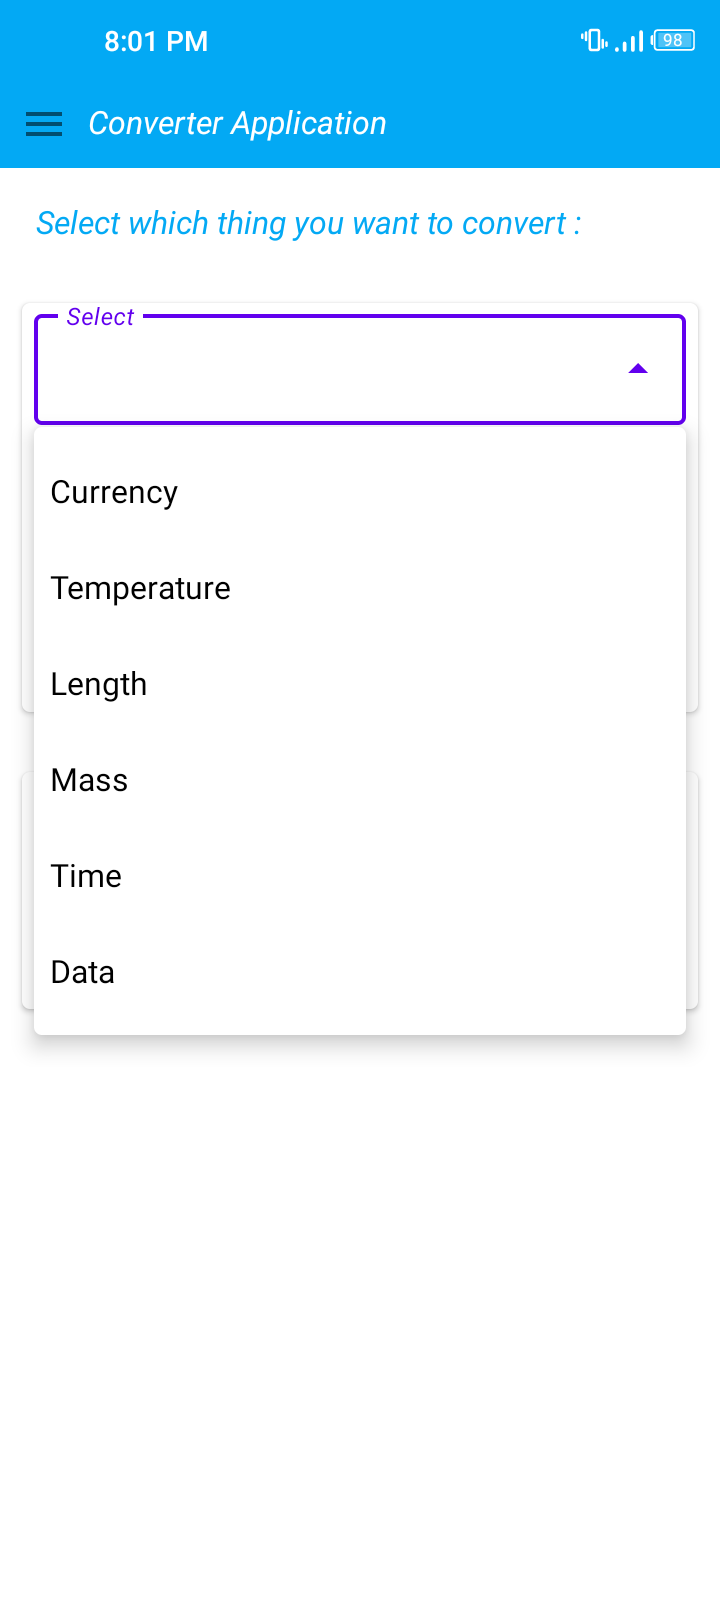 8:01 PM
98
Converter Application
Select which thing you want to convert :
Select
Currency
Temperature
Length
Mass
Time
Data